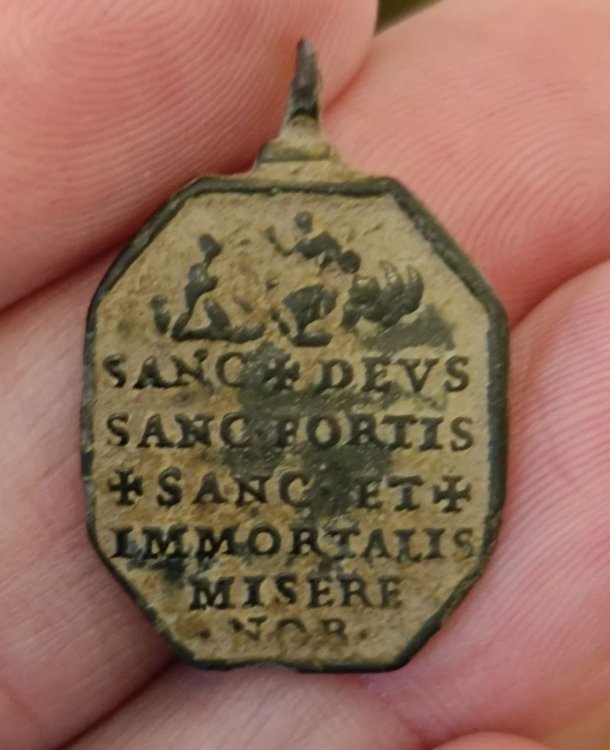 SANC ✠ DEVS
SANC FORTIS
✠ SANC ET ✠
IMMORTALIS
MISERE
NOB.